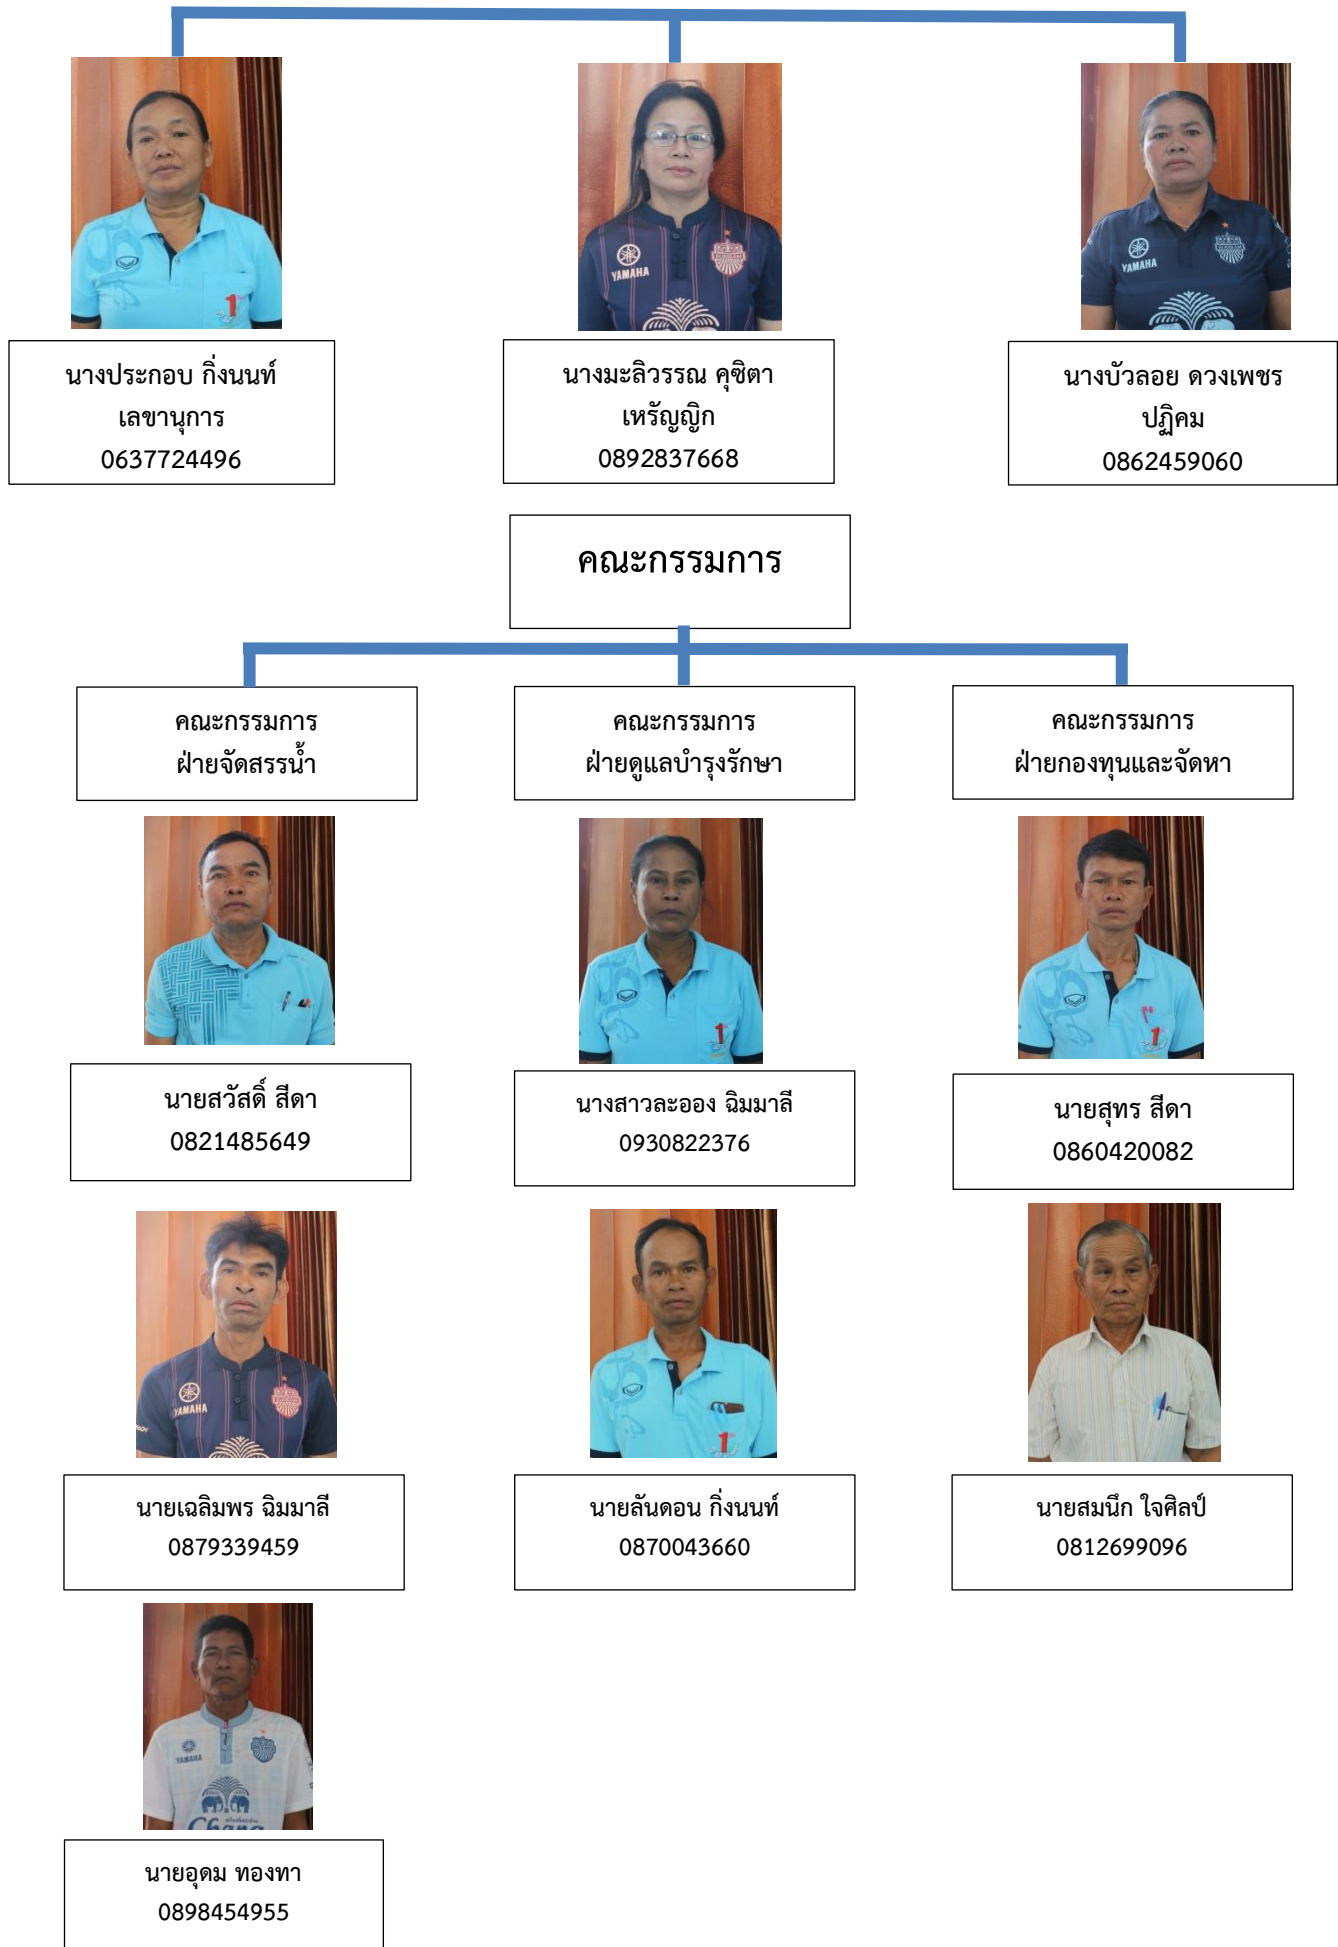 YAMAHA
YAMAHA
นางประกอบ กิ่งนนท์
เลขานุการ
0637724496
นางมะลิวรรณ คุซิตา
เหรัญญิก
0892837668
นางบัวลอย ดวงเพชร
ปฏิคม
0862459060
คณะกรรมการ
คณะกรรมการ
ฝ่ายจัดสรรน้ำ
คณะกรรมการ
ฝ่ายดูแลบำรุงรักษา
คณะกรรมการ
ฝ่ายกองทุนและจัดหา
นายสวัสดิ์ สีดา
0821485649
นางสาวละออง ฉิมมาลี
0930822376
นายสุทร สีดา
0860420082
YAMAHA
นายเฉลิมพร ฉิมมาลี
0879339459
นายลันดอน กิ่งนนท์
0870043660
นายสมนึก ใจศิลป์
0812699096
YAMAHA
Chang
นายอุดม ทองทา
0898454955